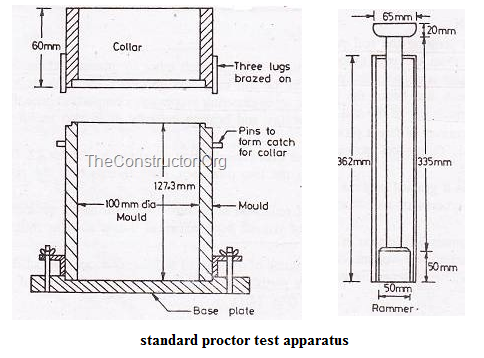 60mm
Collar
Three lugs
brazed on
Pins to
form catch
for collar
TheConstructor.Org
127.3mm
100mm dia
Mould
Mould
Base plate
65mm
20mm
362mm
335mm
50mm
50mm
Rammer.
standard proctor test apparatus